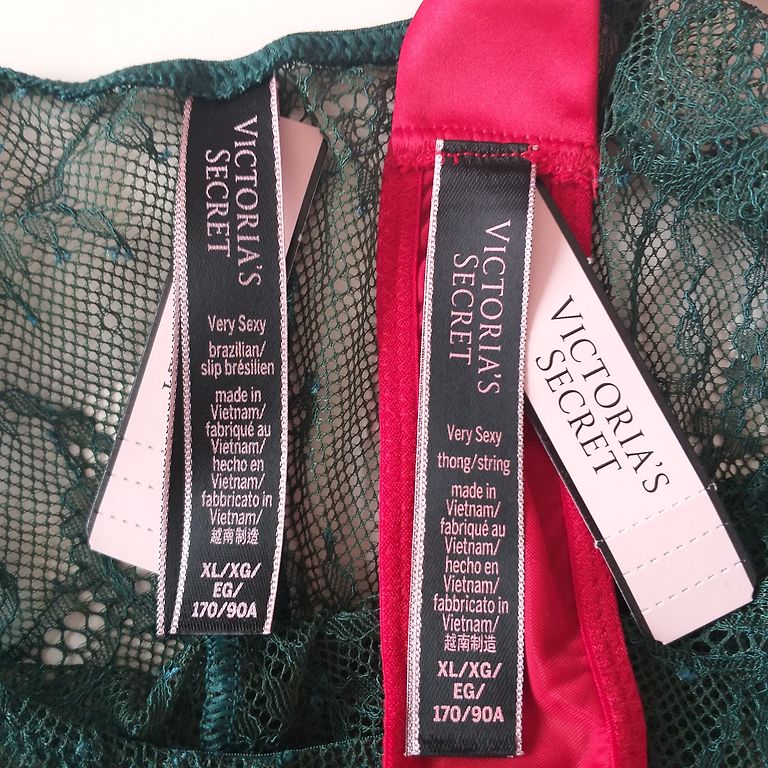 VICTORIA'S
SECRET
Very Sexy
brazilian/
slip brésilien
made in
Vietnam/
fabriqué au
Vietnam/
hecho en
Vietnam/
fabbricato in
Vietnam/
越南制造
XL/XG/
EG/
170/90A
VICTORIA'S
SECRET
Very Sexy
thong/string
made in
Vietnam/
fabriqué au
Vietnam/
hecho en
Vietnam/
fabbricato in
Vietnam/
越南制造
XL/XG/
EG/
170/90A
VICTORIA'S
SECRET